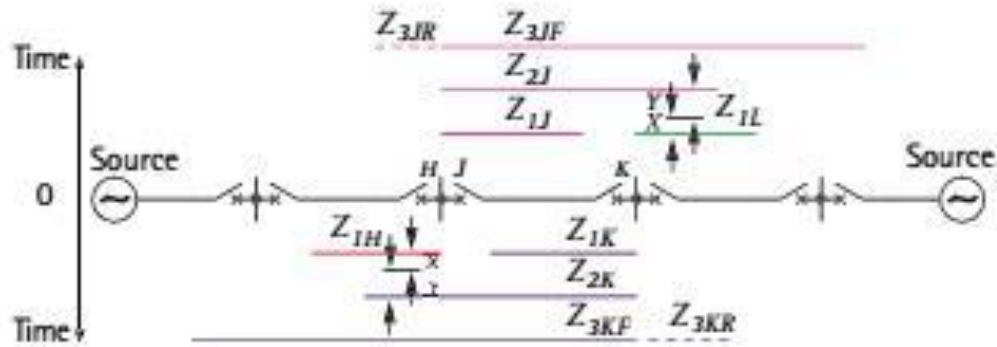 Z3JR Z3JF
Time
Z2J
Y
Z1J X Z1L
Source H J K Source
0
Z1H X Z1K
Z2K
Z3KF Z3KR
Time